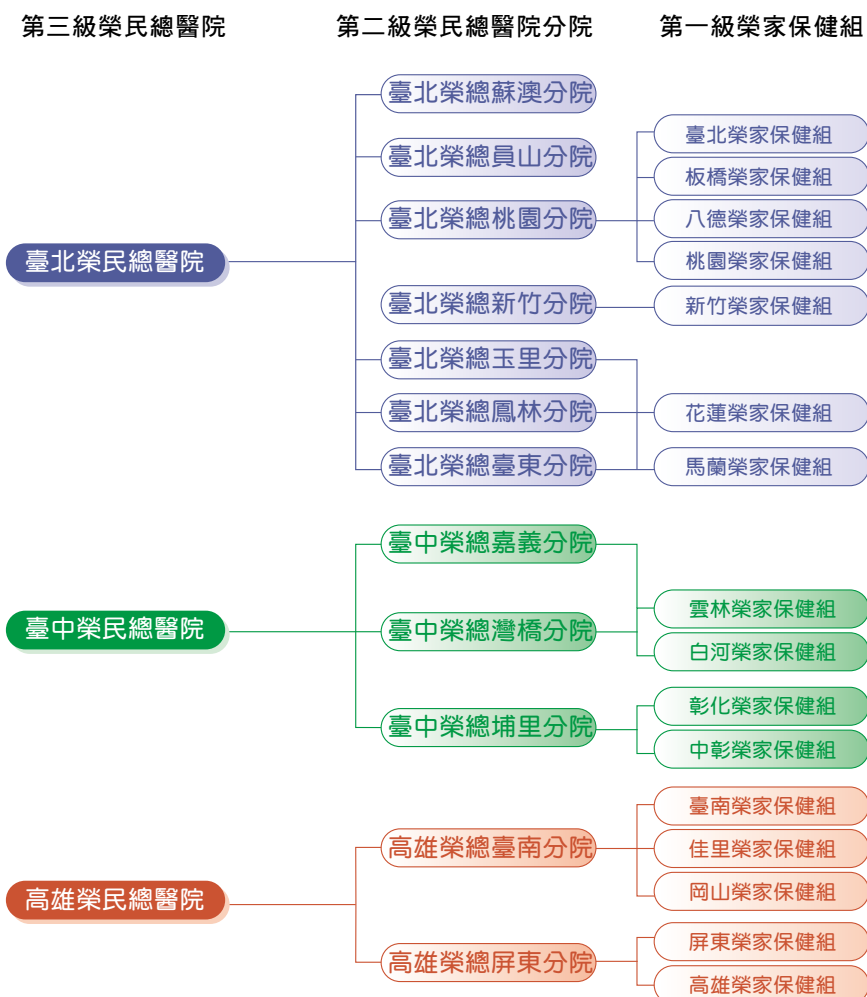 第三級榮民總醫院
第二級榮民總醫院分院
第一級榮家保健組
臺北榮民總醫院
臺北榮總蘇澳分院
臺北榮總員山分院
臺北榮總桃園分院
臺北榮家保健組
板橋榮家保健組
八德榮家保健組
桃園榮家保健組
臺北榮總新竹分院
新竹榮家保健組
臺北榮總玉里分院
臺北榮總鳳林分院
花蓮榮家保健組
臺北榮總臺東分院
馬蘭榮家保健組
臺中榮民總醫院
臺中榮總嘉義分院
臺中榮總灣橋分院
雲林榮家保健組
白河榮家保健組
臺中榮總埔里分院
彰化榮家保健組
中彰榮家保健組
高雄榮民總醫院
高雄榮總臺南分院
臺南榮家保健組
佳里榮家保健組
岡山榮家保健組
高雄榮總屏東分院
屏東榮家保健組
高雄榮家保健組